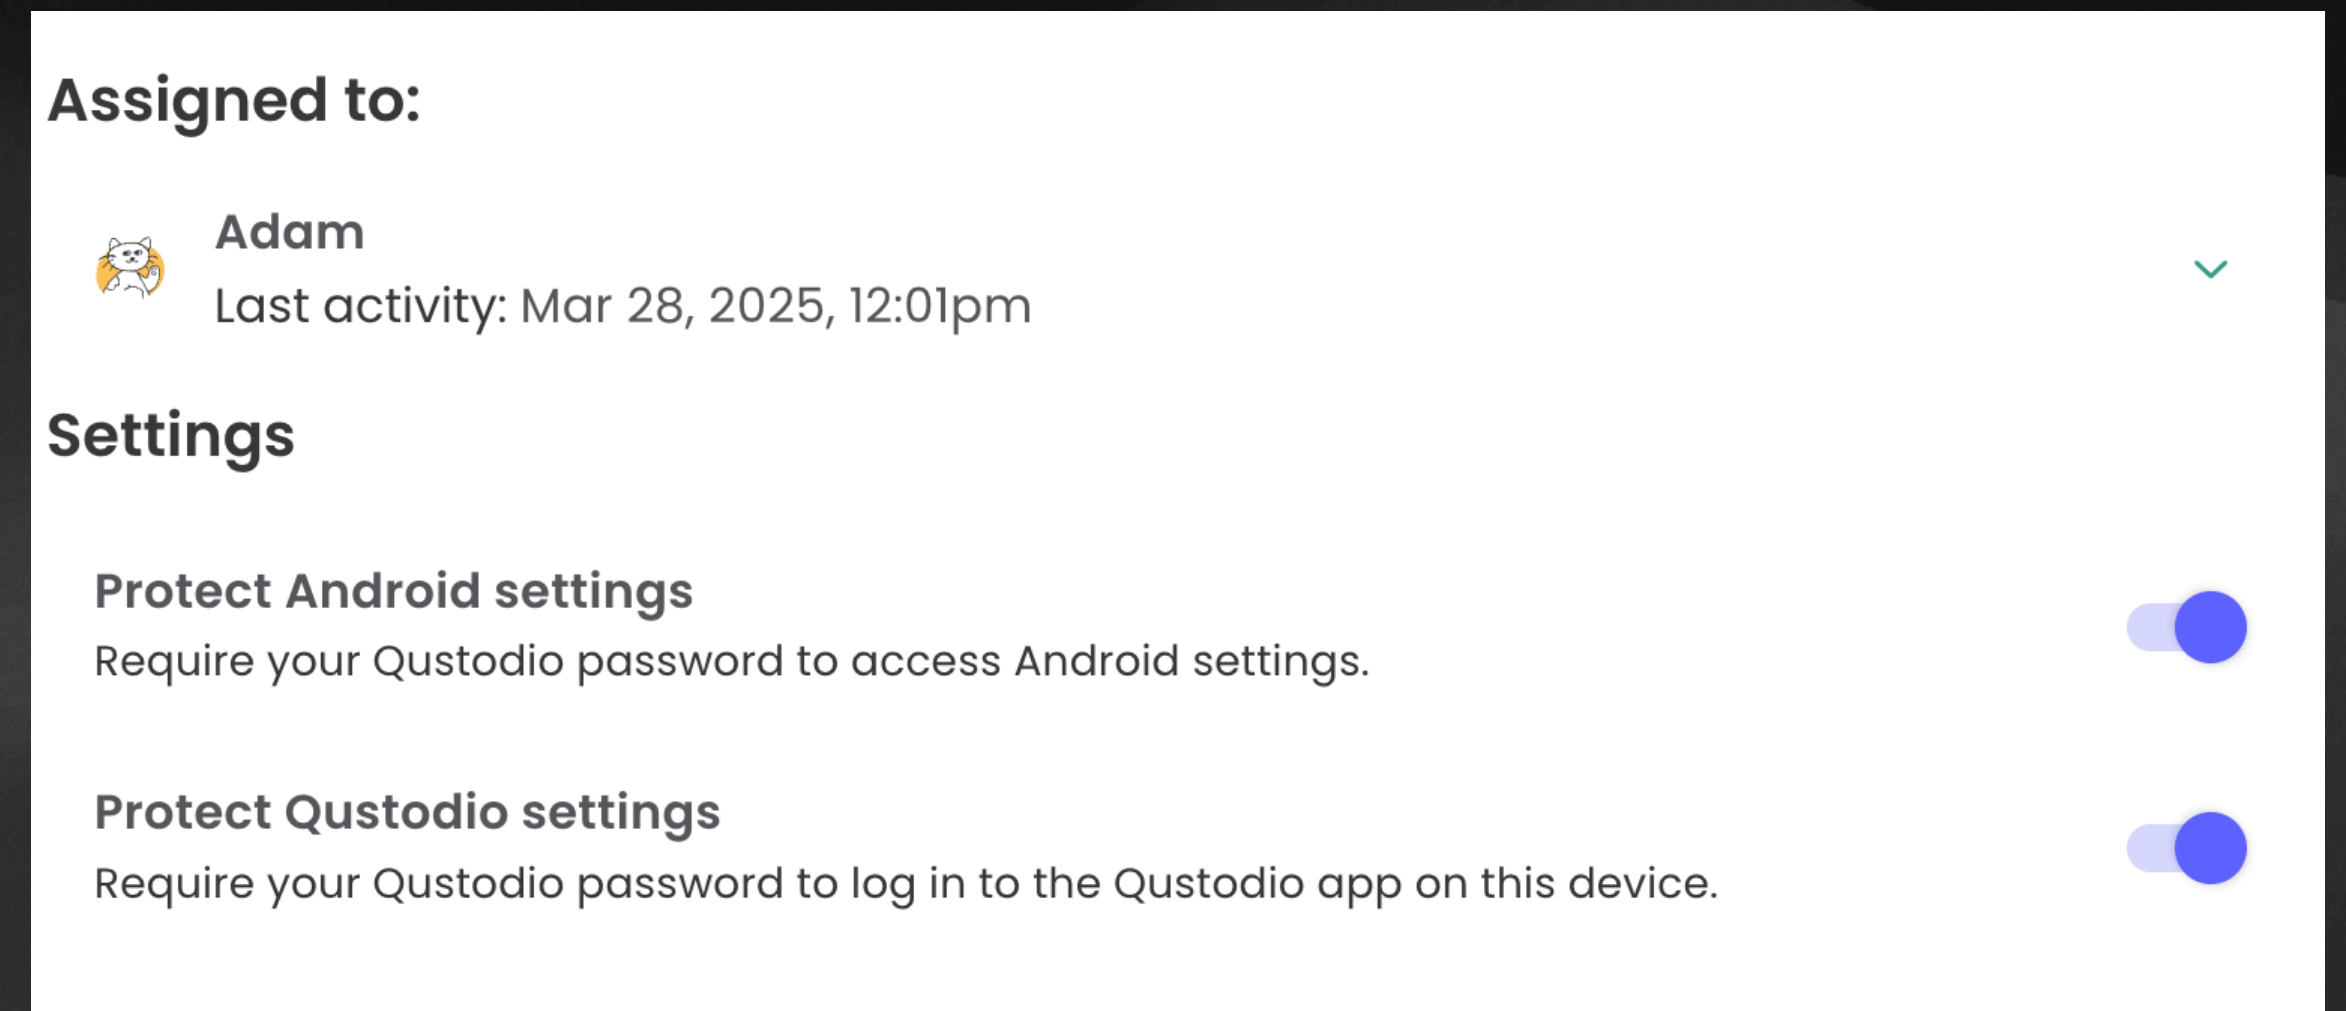 Assigned to:
Adam
Last activity: Mar 28, 2025, 12:01pm
Settings
Protect Android settings
Require your Qustodio password to access Android settings.
Protect Qustodio settings
Require your Qustodio password to log in to the Qustodio app on this device.